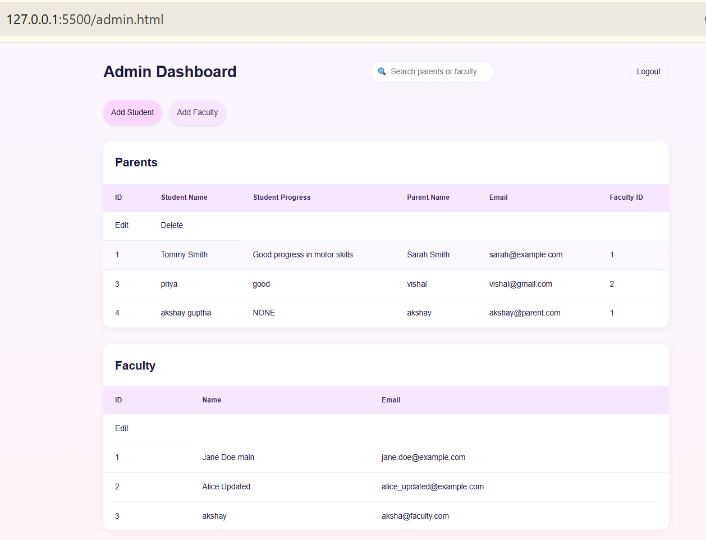 127.0.0.1:5500/admin.html
Admin Dashboard
Search parents or faculty
Logout
Add Student
Add Faculty
Parents
ID Student Name Student Progress Parent Name Email Faculty ID
Edit Delete
1 Tommy Smith Good progress in motor skills Sarah Smith sarah@example.com 1
3 priya good vishal vishal@gmail.com 2
4 akshay guptha NONE akshay akshay@parent.com 1
Faculty
ID Name Email
Edit
1 Jane Doe main jane.doe@example.com
2 Alice Updated alice_updated@example.com
3 akshay aksha@faculty.com